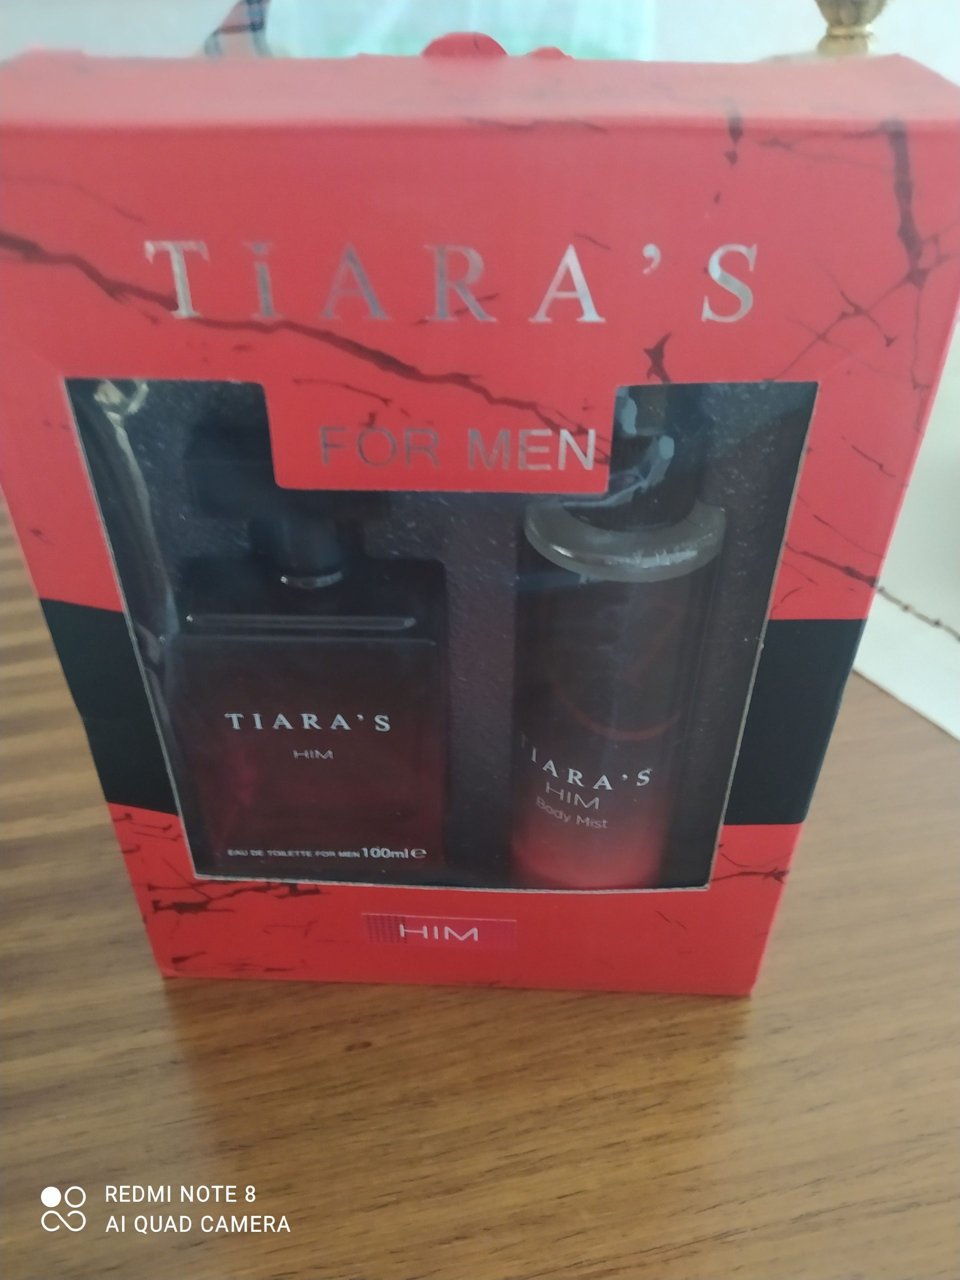 TiARA'S
FOR MEN
TIARA'S
HIM
EAU DE TOILETTE FOR MEN 100ml ℮
TIARA'S
HIM
Body Mist
HIM
REDMI NOTE 8
AI QUAD CAMERA